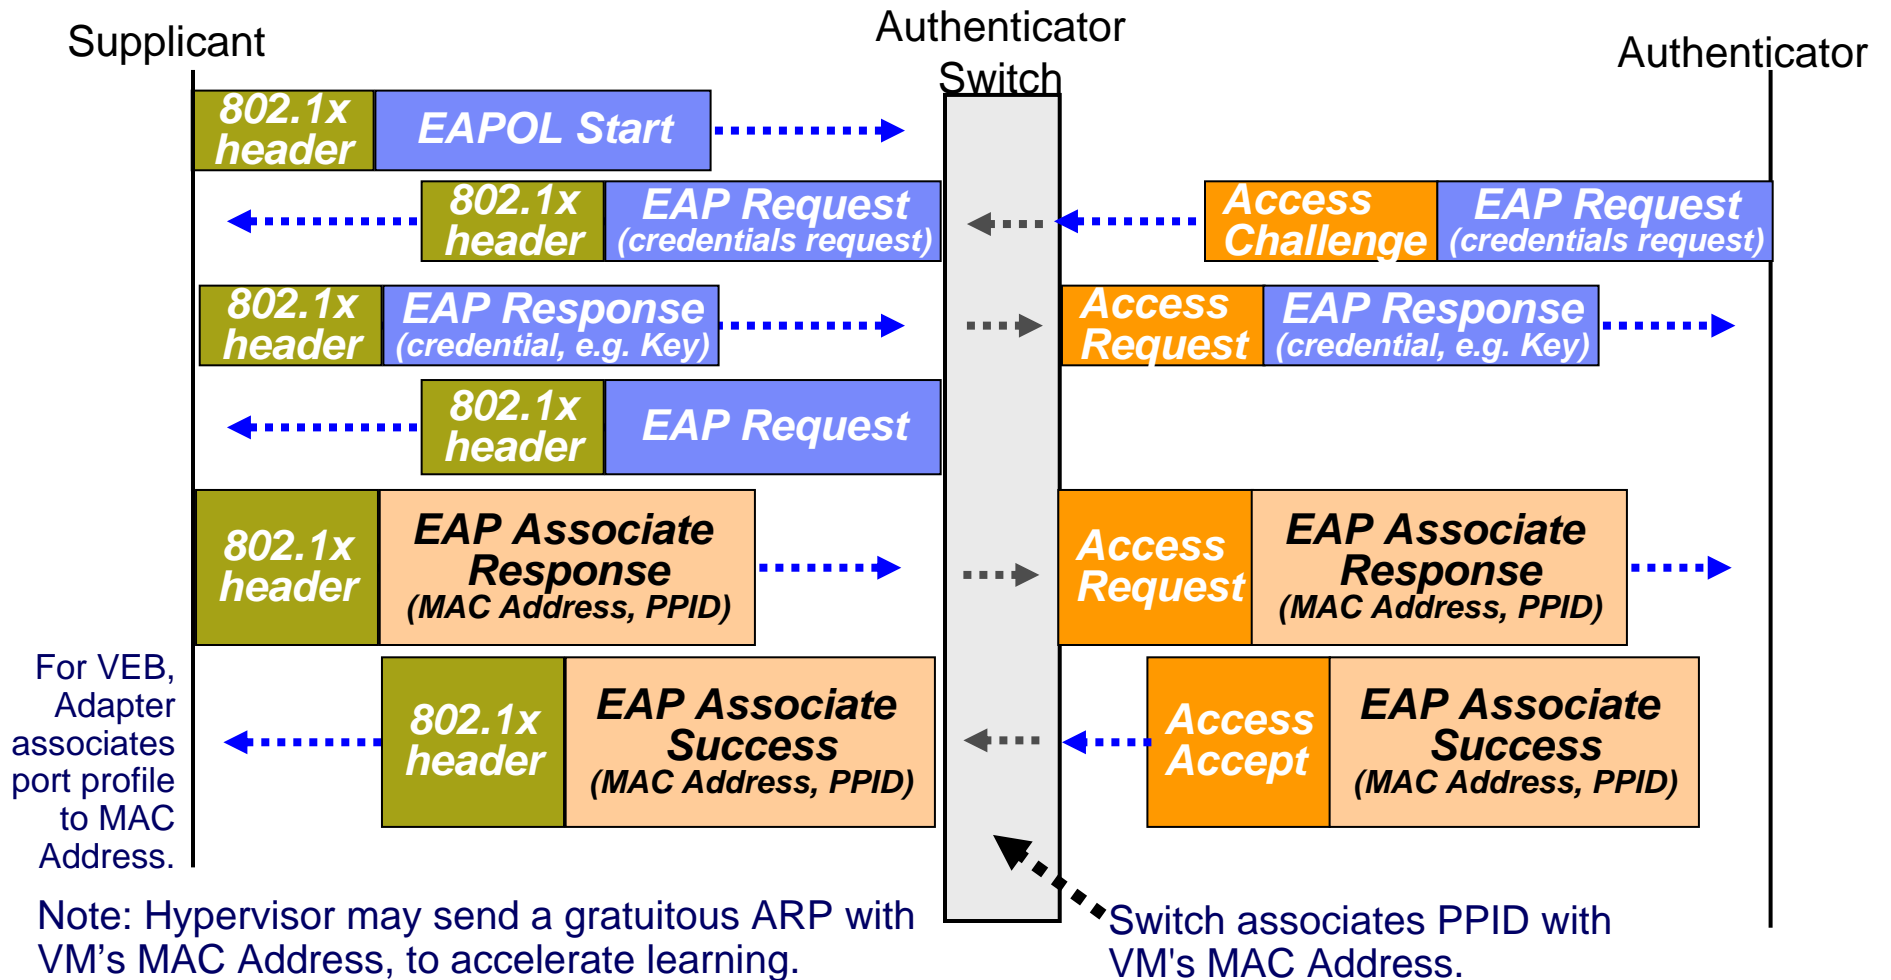 Supplicant
Authenticator
Switch
Authenticator
802.1x
header
EAPOL Start
802.1x
header
EAP Request
(credentials request)
Access
Challenge
EAP Request
(credentials request)
802.1x
header
EAP Response
(credential, e.g. Key)
Access
Request
EAP Response
(credential, e.g. Key)
802.1x
header
EAP Request
802.1x
header
EAP Associate
Response
(MAC Address, PPID)
Access
Request
EAP Associate
Response
(MAC Address, PPID)
For VEB,
Adapter
associates
port profile
to MAC
Address.
802.1x
header
EAP Associate
Success
(MAC Address, PPID)
Access
Accept
EAP Associate
Success
(MAC Address, PPID)
Note: Hypervisor may send a gratuitous ARP with
VM’s MAC Address, to accelerate learning.
Switch associates PPID with
VM's MAC Address.